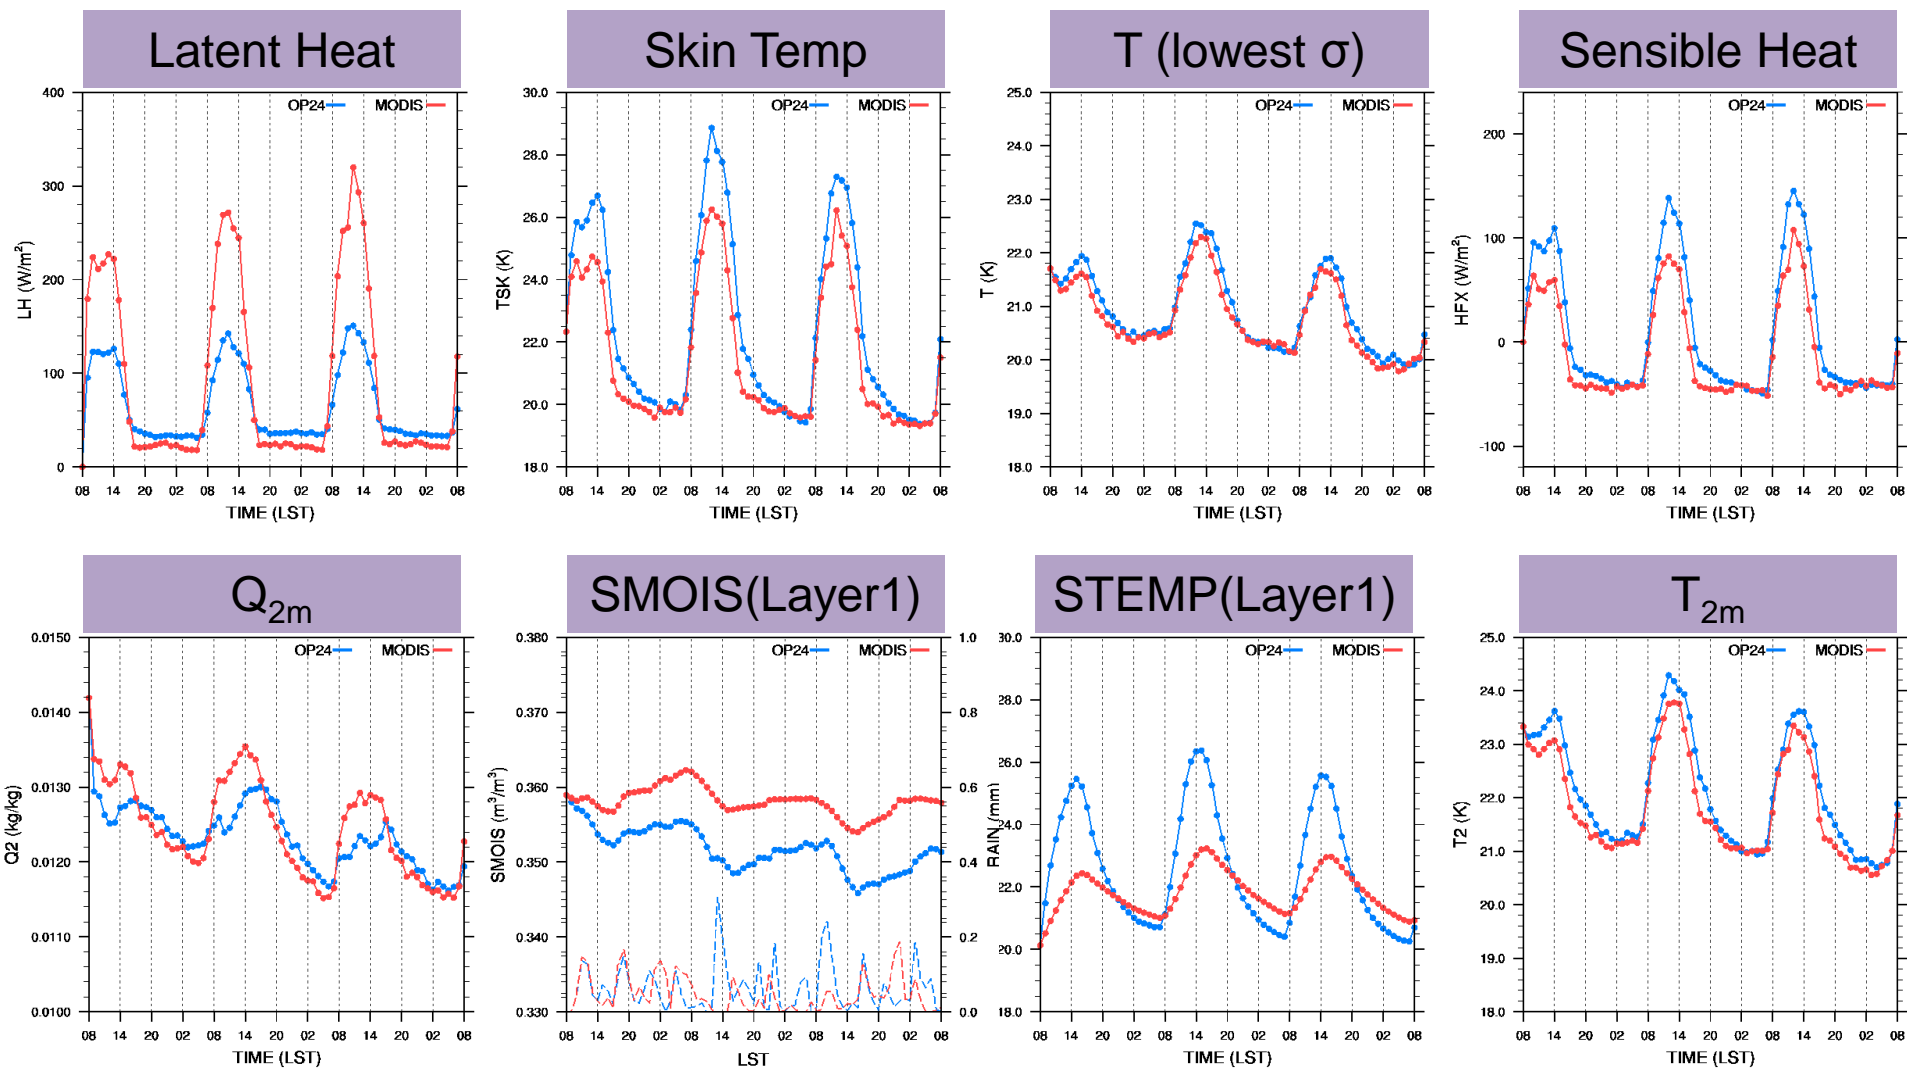 Latent Heat
Skin Temp
T (lowest σ)
Sensible Heat
OP24 MODIS
400
300
200
100
0
LH (W/m²)
08 14 20 02 08 14 20 02 08 14 20 02 08
TIME (LST)
OP24 MODIS
30.0
28.0
26.0
24.0
22.0
20.0
18.0
TSK (K)
08 14 20 02 08 14 20 02 08 14 20 02 08
TIME (LST)
OP24 MODIS
25.0
24.0
23.0
22.0
21.0
20.0
19.0
18.0
T (K)
08 14 20 02 08 14 20 02 08 14 20 02 08
TIME (LST)
OP24 MODIS
200
100
0
-100
HFX (W/m²)
08 14 20 02 08 14 20 02 08 14 20 02 08
TIME (LST)
Q2m
SMOIS(Layer1)
STEMP(Layer1)
T2m
OP24 MODIS
0.0150
0.0140
0.0130
0.0120
0.0110
0.0100
Q2 (kg/kg)
08 14 20 02 08 14 20 02 08 14 20 02 08
TIME (LST)
OP24 MODIS
0.380
0.370
0.360
0.350
0.340
0.330
SMOIS (m³/m³)
1.0
0.8
0.6
0.4
0.2
0.0
RAIN (mm)
08 14 20 02 08 14 20 02 08 14 20 02 08
LST
OP24 MODIS
30.0
28.0
26.0
24.0
22.0
20.0
18.0
08 14 20 02 08 14 20 02 08 14 20 02 08
TIME (LST)
OP24 MODIS
25.0
24.0
23.0
22.0
21.0
20.0
19.0
18.0
T2 (K)
08 14 20 02 08 14 20 02 08 14 20 02 08
TIME (LST)